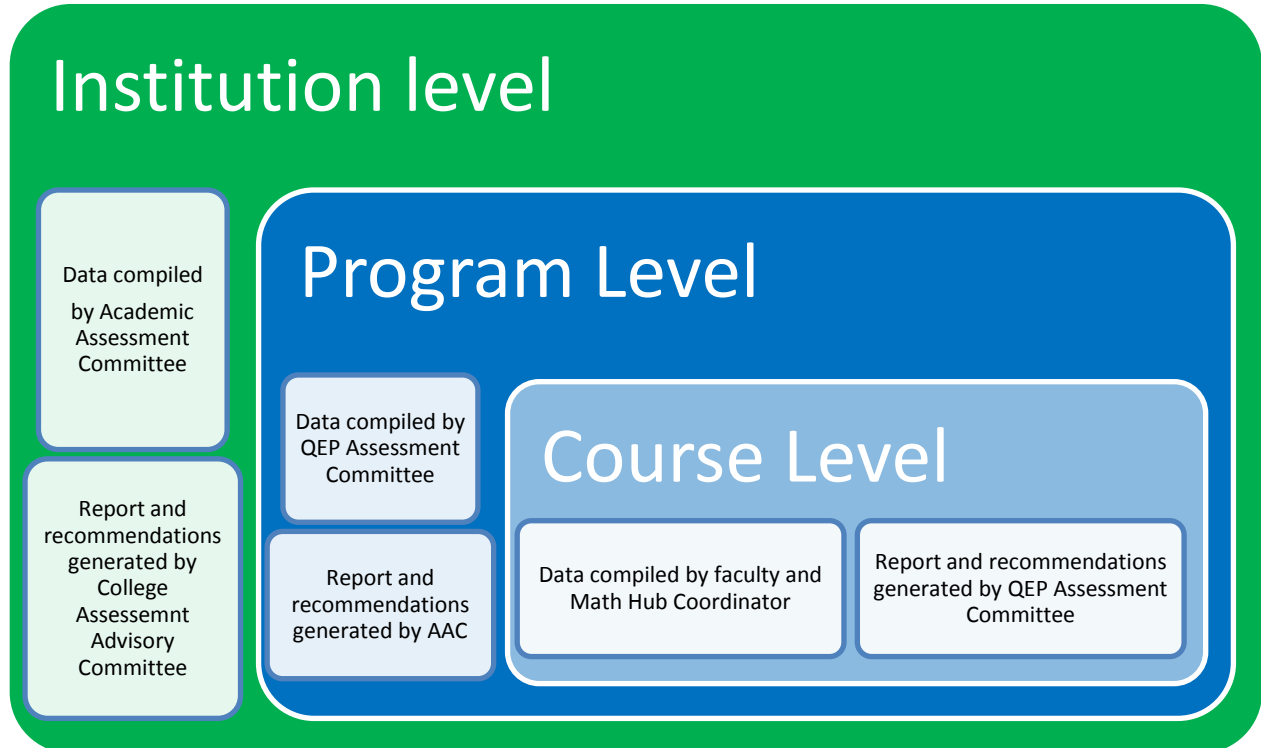 Institution level
Data compiled
by Academic
Assessment
Committee
Report and
recommendations
generated by
College
Assessemnt
Advisory
Committee
Program Level
Data compiled by
QEP Assessment
Committee
Report and
recommendations
generated by AAC
Course Level
Data compiled by faculty and
Math Hub Coordinator
Report and recommendations
generated by QEP Assessment
Committee